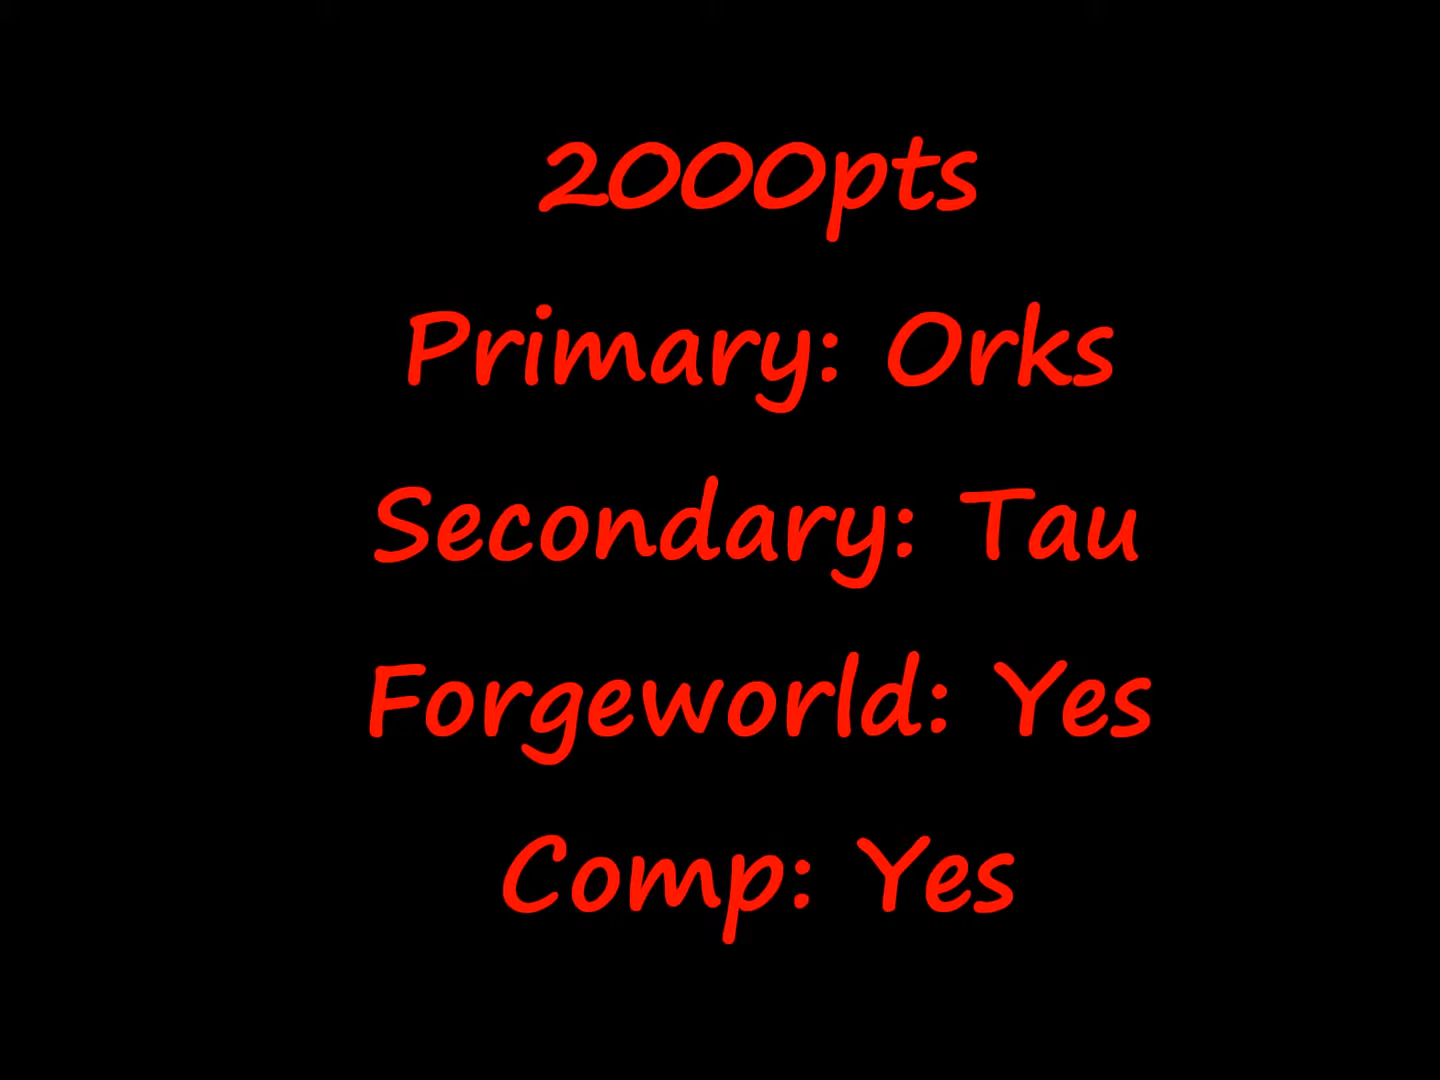 2000pts
Primary: Orks
Secondary: Tau
Forgeworld: Yes
Comp: Yes